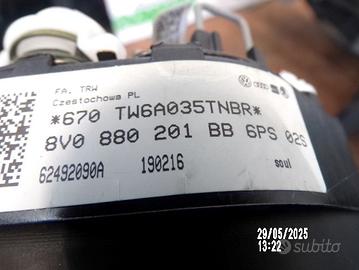 FA. TRW
Czestochowa PL
*670 TW6A035TNBR*
8V0 880 201 BB 6PS 02S
62492090A 190216 soul
29/05/2025
13:22
subito